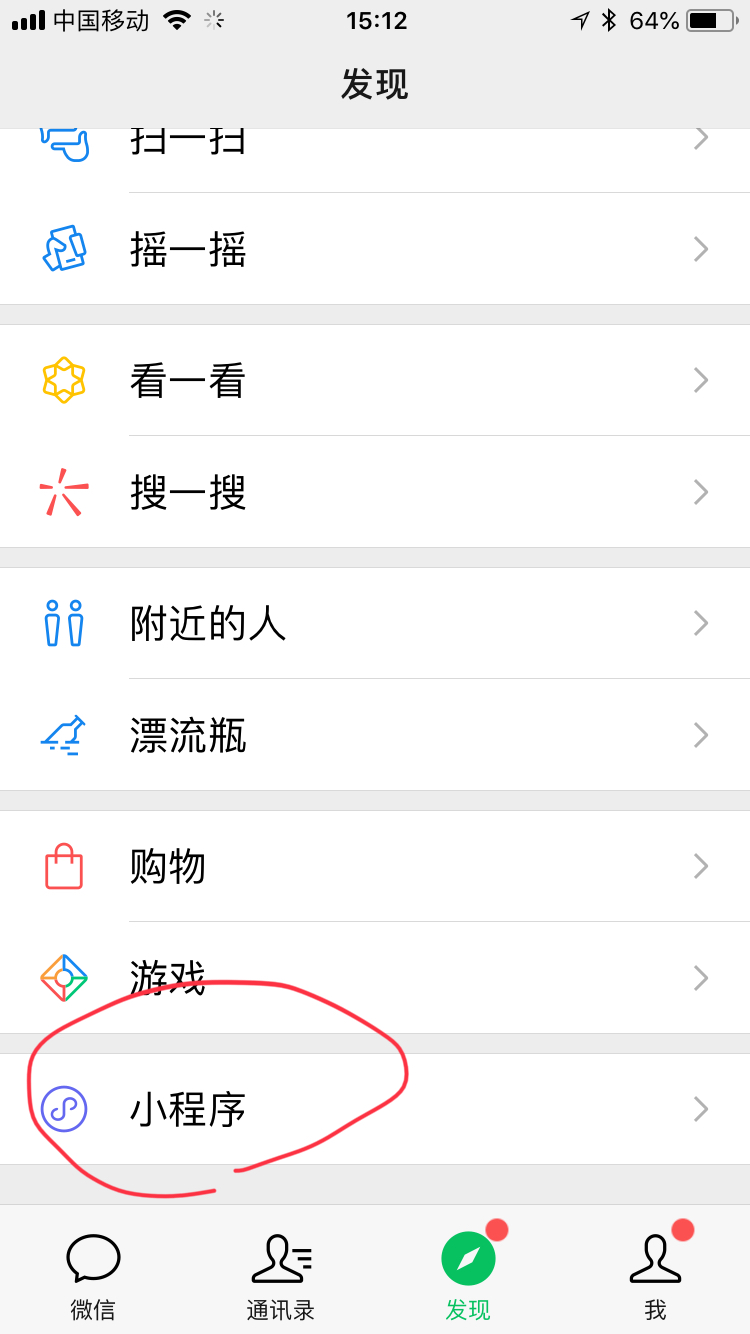 中国移动 15:12 64%
发现
扫一扫
摇一摇
看一看
搜一搜
附近的人
漂流瓶
购物
游戏
小程序
微信 通讯录 发现 我